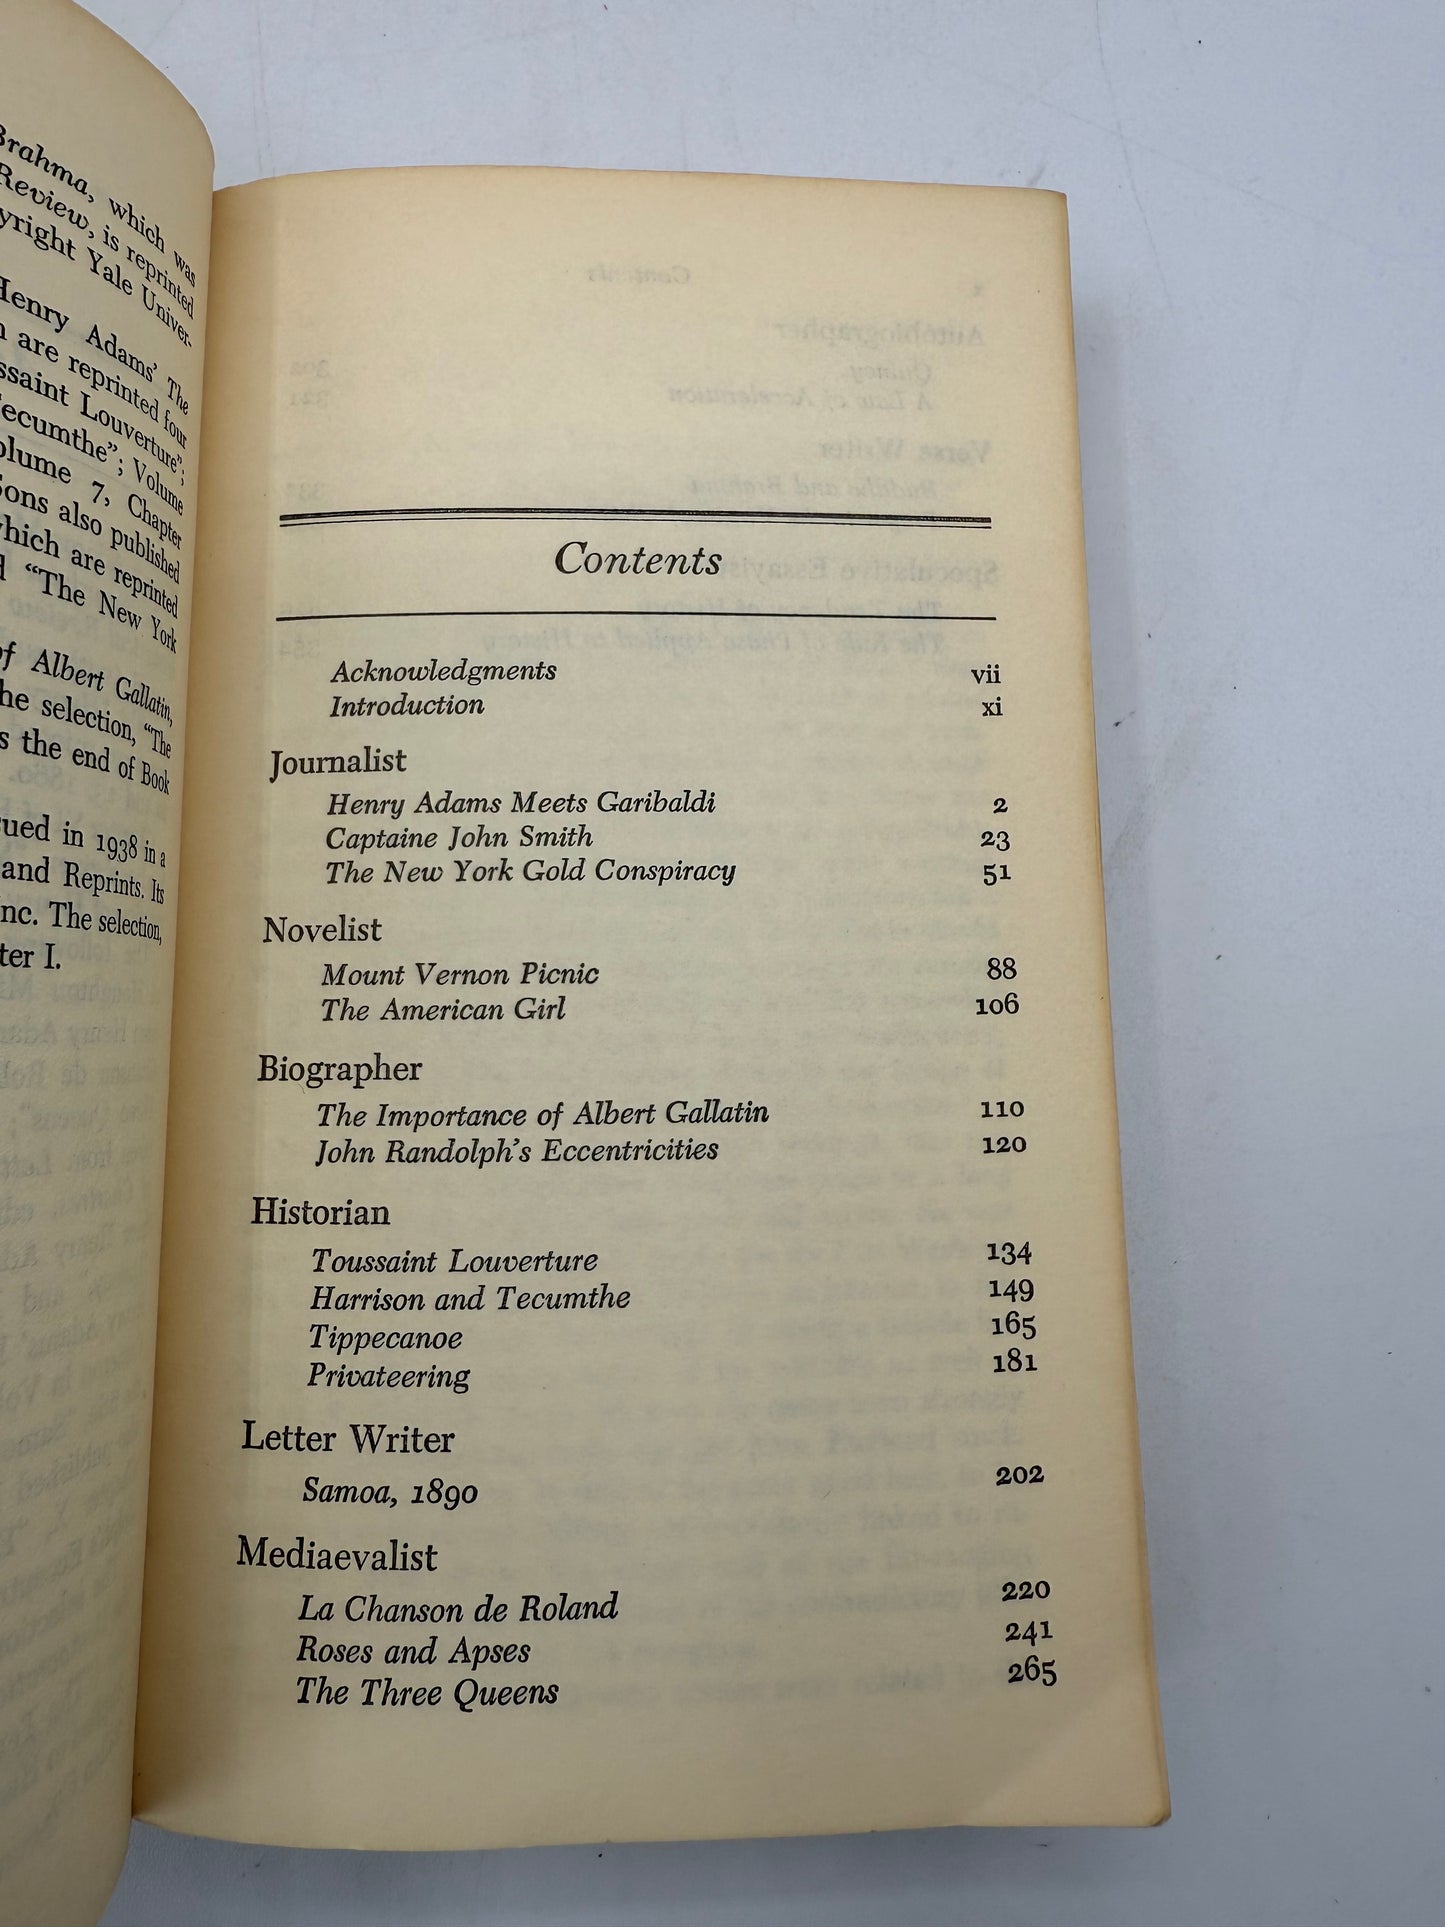 Brahma, which was
Review, is reprinted
yright Yale Univer-
Henry Adams' The
are reprinted four
ssaint Louverture";
ecumthe"; Volume
olume 7, Chapter
Sons also published
which are reprinted
"The New York
of Albert Gallatin,
he selection, "The
s the end of Book
ued in 1938 in a
and Reprints. Its
nc. The selection,
ter I.
Contents
Acknowledgments vii
Introduction xi
Journalist
Henry Adams Meets Garibaldi 2
Captaine John Smith 23
The New York Gold Conspiracy 51
Novelist
Mount Vernon Picnic 88
The American Girl 106
Biographer
The Importance of Albert Gallatin 110
John Randolph's Eccentricities 120
Historian
Toussaint Louverture 134
Harrison and Tecumthe 149
Tippecanoe 165
Privateering 181
Letter Writer
Samoa, 1890 202
Mediaevalist
La Chanson de Roland 220
Roses and Apses 241
The Three Queens 265